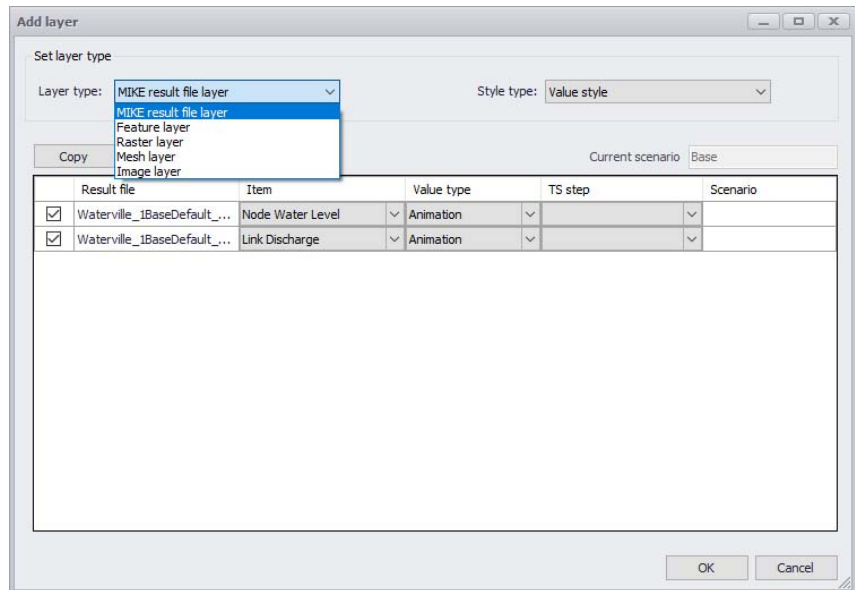 Add layer
Set layer type
Layer type: MIKE result file layer Style type: Value style
MIKE result file layer
Feature layer
Raster layer
Mesh layer
Image layer
Copy Current scenario Base
Result file Item Value type TS step Scenario
Waterville_1BaseDefault_... Node Water Level Animation
Waterville_1BaseDefault_... Link Discharge Animation
OK Cancel